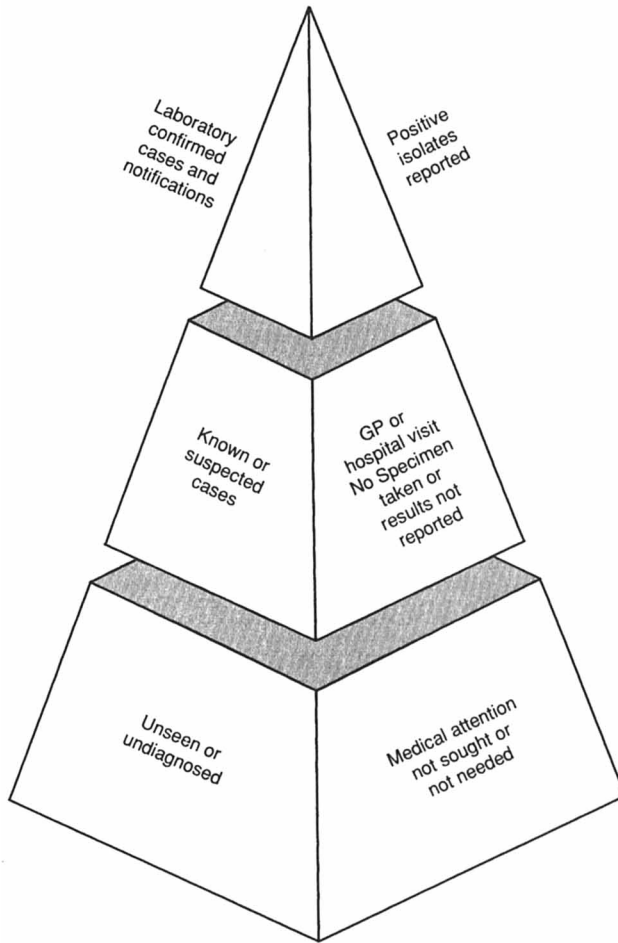 Laboratory
confirmed
cases and
notifications
Positive
isolates
reported
Known or
suspected
cases
GP or
hospital visit
No Specimen
taken or
results not
reported
Unseen or
undiagnosed
Medical attention
not sought or
not needed